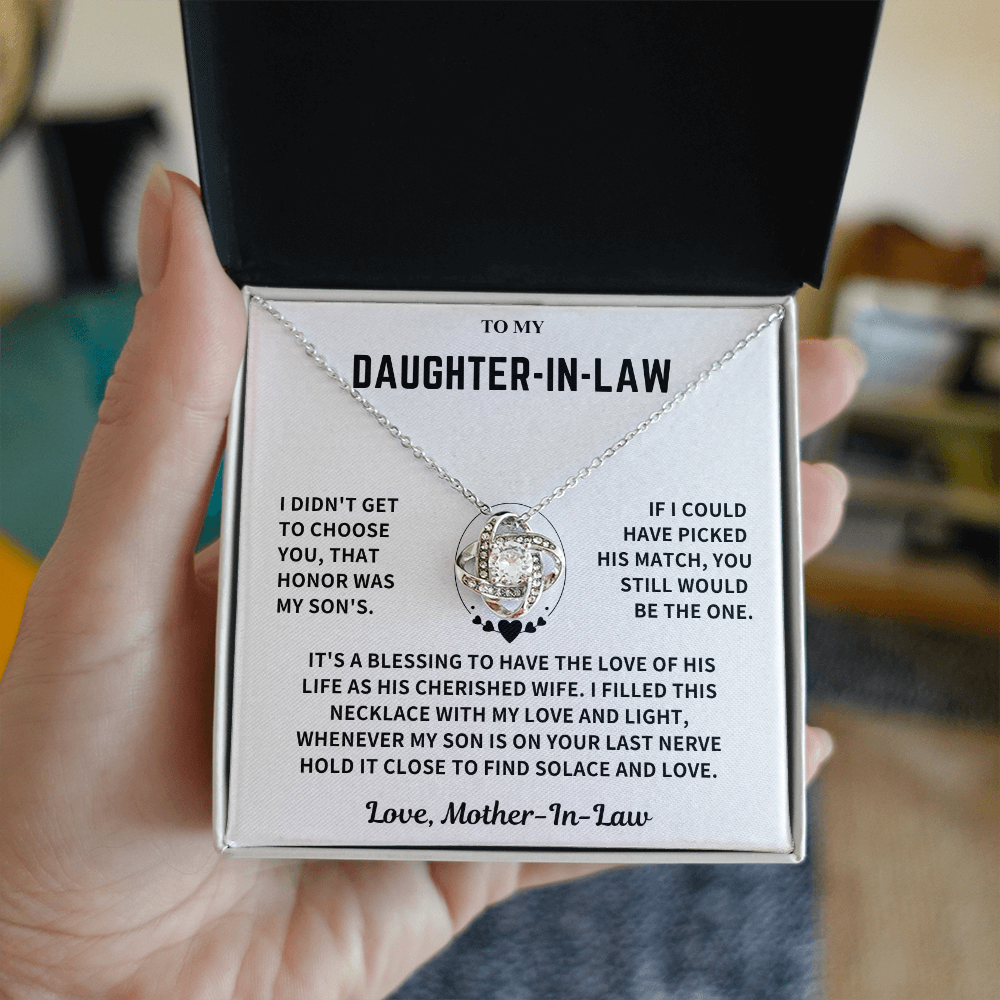 TO MY
DAUGHTER-IN-LAW
I DIDN'T GET
TO CHOOSE
YOU, THAT
HONOR WAS
MY SON'S.
IF I COULD
HAVE PICKED
HIS MATCH, YOU
STILL WOULD
BE THE ONE.
IT'S A BLESSING TO HAVE THE LOVE OF HIS
LIFE AS HIS CHERISHED WIFE. I FILLED THIS
NECKLACE WITH MY LOVE AND LIGHT,
WHENEVER MY SON IS ON YOUR LAST NERVE
HOLD IT CLOSE TO FIND SOLACE AND LOVE.
Love, Mother-In-Law